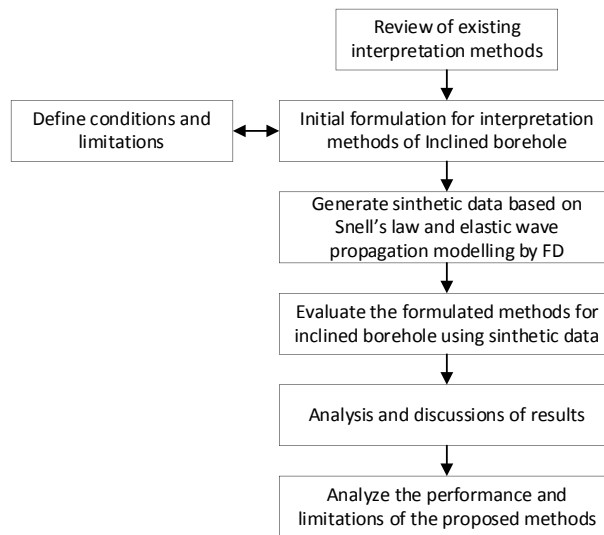 Review of existing
interpretation methods
Define conditions and
limitations
Initial formulation for interpretation
methods of Inclined borehole
Generate sinthetic data based on
Snell's law and elastic wave
propagation modelling by FD
Evaluate the formulated methods for
inclined borehole using sinthetic data
Analysis and discussions of results
Analyze the performance and
limitations of the proposed methods